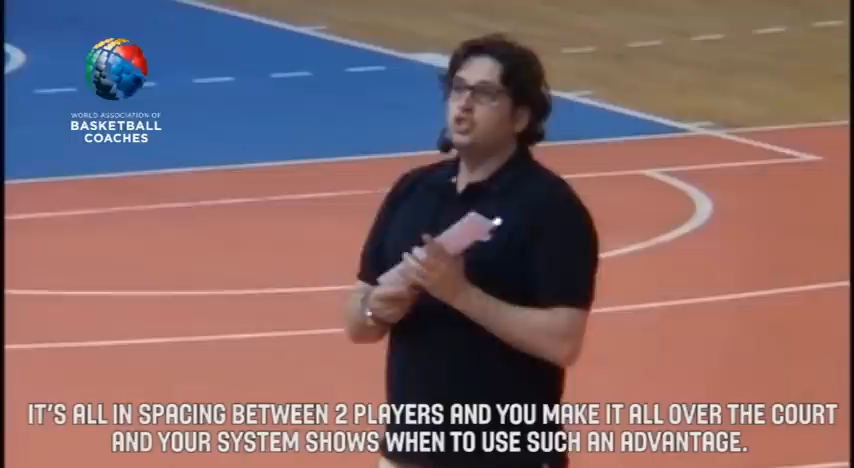 WORLD ASSOCIATION OF
BASKETBALL
COACHES
IT'S ALL IN SPACING BETWEEN 2 PLAYERS AND YOU MAKE IT ALL OVER THE COURT
AND YOUR SYSTEM SHOWS WHEN TO USE SUCH AN ADVANTAGE.